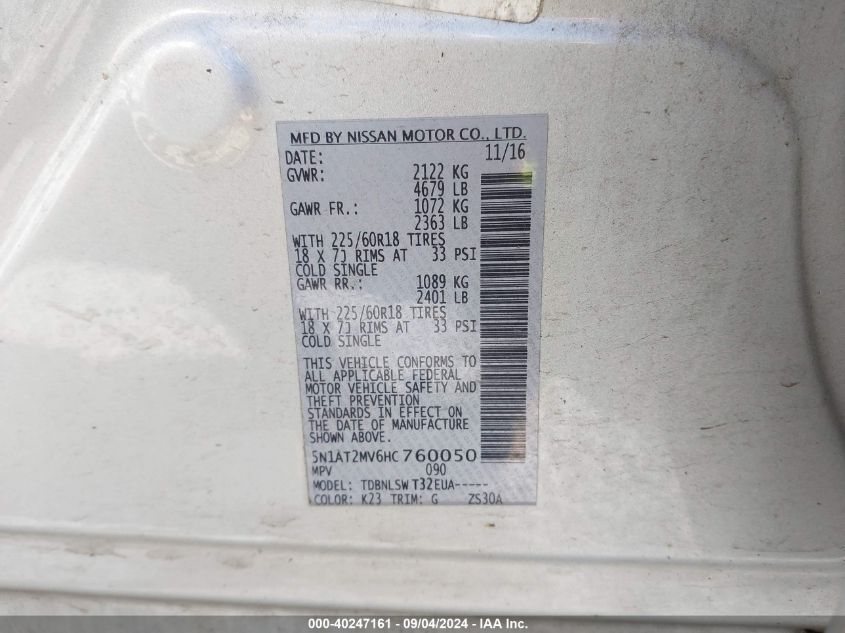 MFD BY NISSAN MOTOR CO., LTD.
DATE: 11/16
GVWR: 2122 KG
4679 LB
GAWR FR.: 1072 KG
2363 LB
WITH 225/60R18 TIRES
18 X 7J RIMS AT 33 PSI
COLD SINGLE
GAWR RR.: 1089 KG
2401 LB
WITH 225/60R18 TIRES
18 X 7J RIMS AT 33 PSI
COLD SINGLE
THIS VEHICLE CONFORMS TO
ALL APPLICABLE FEDERAL
MOTOR VEHICLE SAFETY AND
THEFT PREVENTION
STANDARDS IN EFFECT ON
THE DATE OF MANUFACTURE
SHOWN ABOVE.
5N1AT2MV6HC 760050
MPV 090
MODEL: TDBNLSW T32EUA-----
COLOR: K23 TRIM: G ZS30A
000-40247161 - 09/04/2024 - IAA Inc.